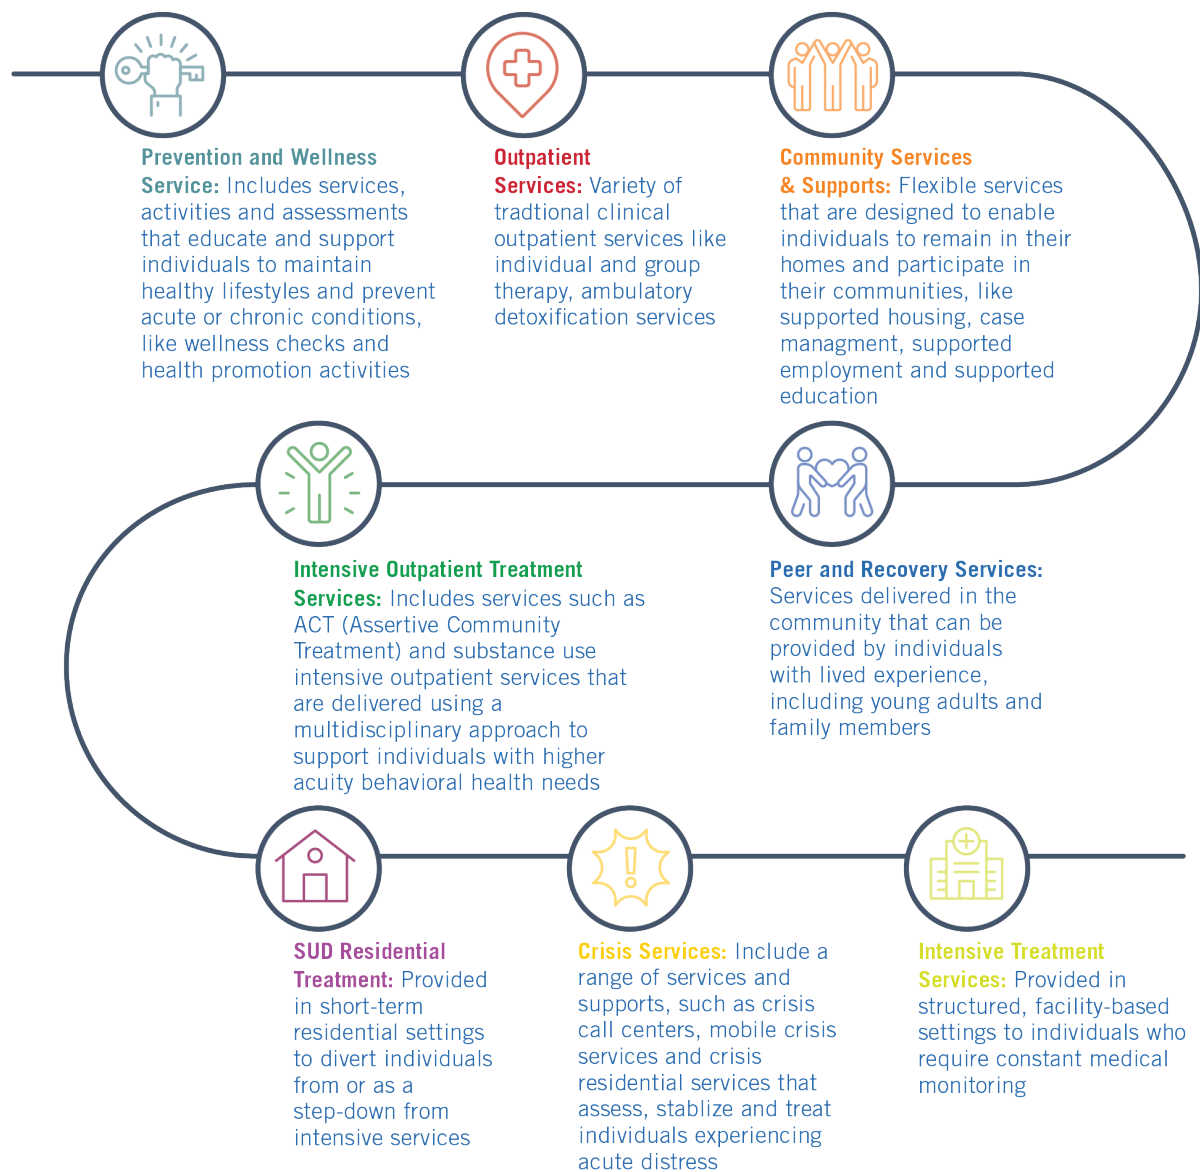 Prevention and Wellness
Service: Includes services,
activities and assessments
that educate and support
individuals to maintain
healthy lifestyles and prevent
acute or chronic conditions,
like wellness checks and
health promotion activities
Outpatient
Services: Variety of
tradtional clinical
outpatient services like
individual and group
therapy, ambulatory
detoxification services
Community Services
& Supports: Flexible services
that are designed to enable
individuals to remain in their
homes and participate in
their communities, like
supported housing, case
managment, supported
employment and supported
education
Peer and Recovery Services:
Services delivered in the
community that can be
provided by individuals
with lived experience,
including young adults and
family members
Intensive Outpatient Treatment
Services: Includes services such as
ACT (Assertive Community
Treatment) and substance use
intensive outpatient services that
are delivered using a
multidisciplinary approach to
support individuals with higher
acuity behavioral health needs
SUD Residential
Treatment: Provided
in short-term
residential settings
to divert individuals
from or as a
step-down from
intensive services
Crisis Services: Include a
range of services and
supports, such as crisis
call centers, mobile crisis
services and crisis
residential services that
assess, stablize and treat
individuals experiencing
acute distress
Intensive Treatment
Services: Provided in
structured, facility-based
settings to individuals who
require constant medical
monitoring